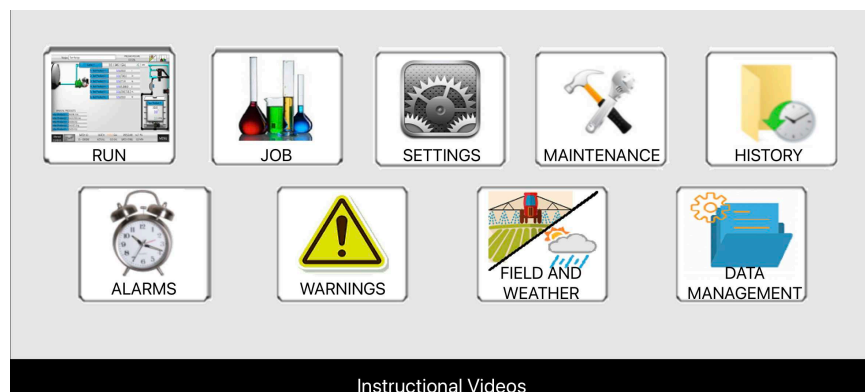 RUN
JOB
SETTINGS
MAINTENANCE
HISTORY
ALARMS
WARNINGS
FIELD AND
WEATHER
DATA
MANAGEMENT
Instructional Videos